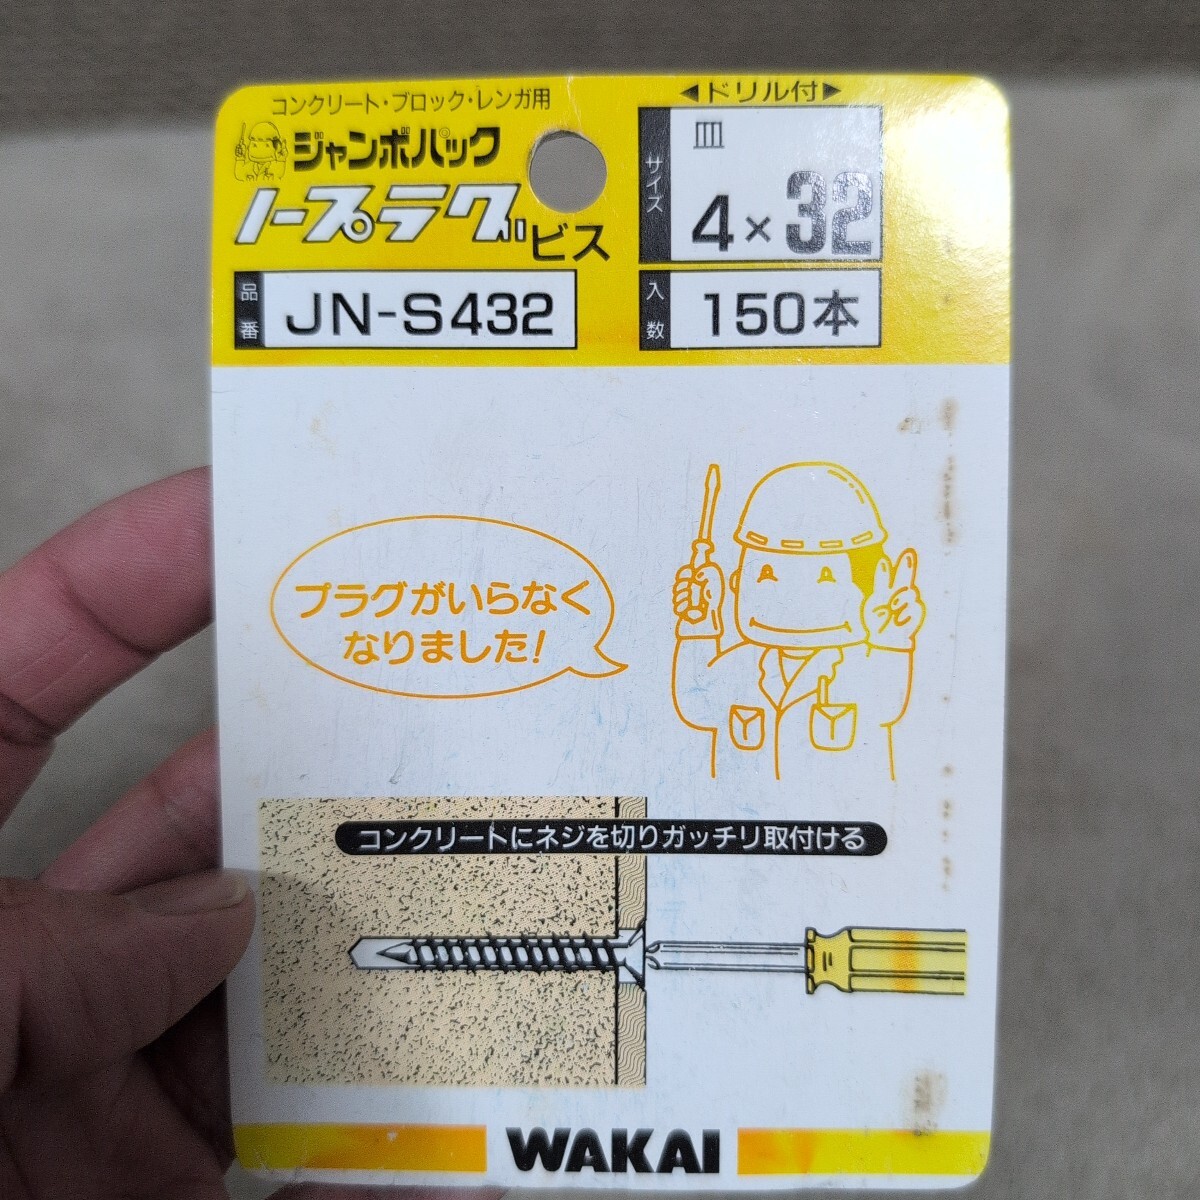 コンクリート・ブロック・レンガ用
ジャンボパック
ノープラグ ビス
品番 JN-S432
◀ドリル付▶
サイズ 皿 4×32
入数 150本
プラグがいらなく
なりました!
コンクリートにネジを切りガッチリ取付ける
WAKAI